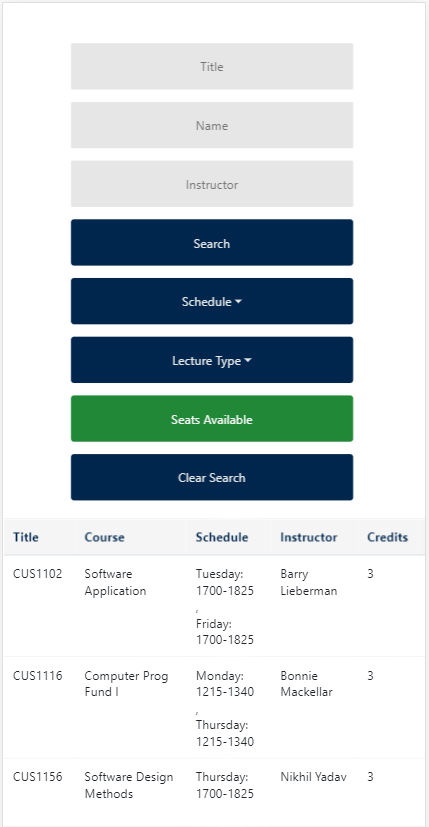 Title
Name
Instructor
Search
Schedule
Lecture Type
Seats Available
Clear Search
Title Course Schedule Instructor Credits
CUS1102 Software Tuesday: Barry 3
Application 1700-1825 Lieberman
,
Friday:
1700-1825
CUS1116 Computer Prog Monday: Bonnie 3
Fund I 1215-1340 Mackellar
,
Thursday:
1215-1340
CUS1156 Software Design Thursday: Nikhil Yadav 3
Methods 1700-1825